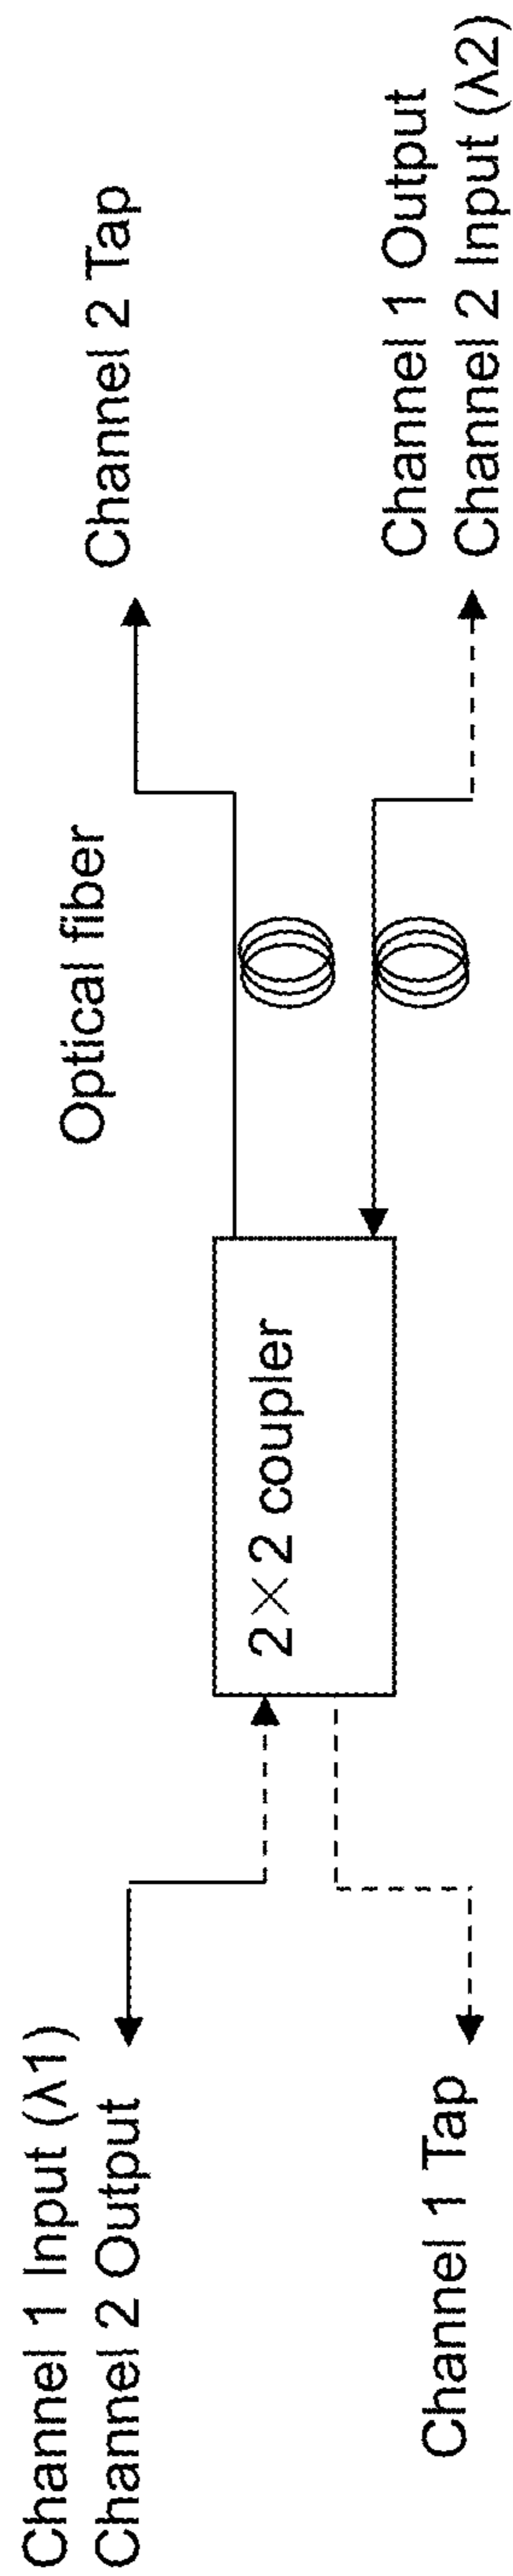 Channel 1 Input (λ1)
Channel 2 Output
Channel 1 Tap
2×2 coupler
Optical fiber
Channel 2 Tap
Channel 1 Output
Channel 2 Input (λ2)